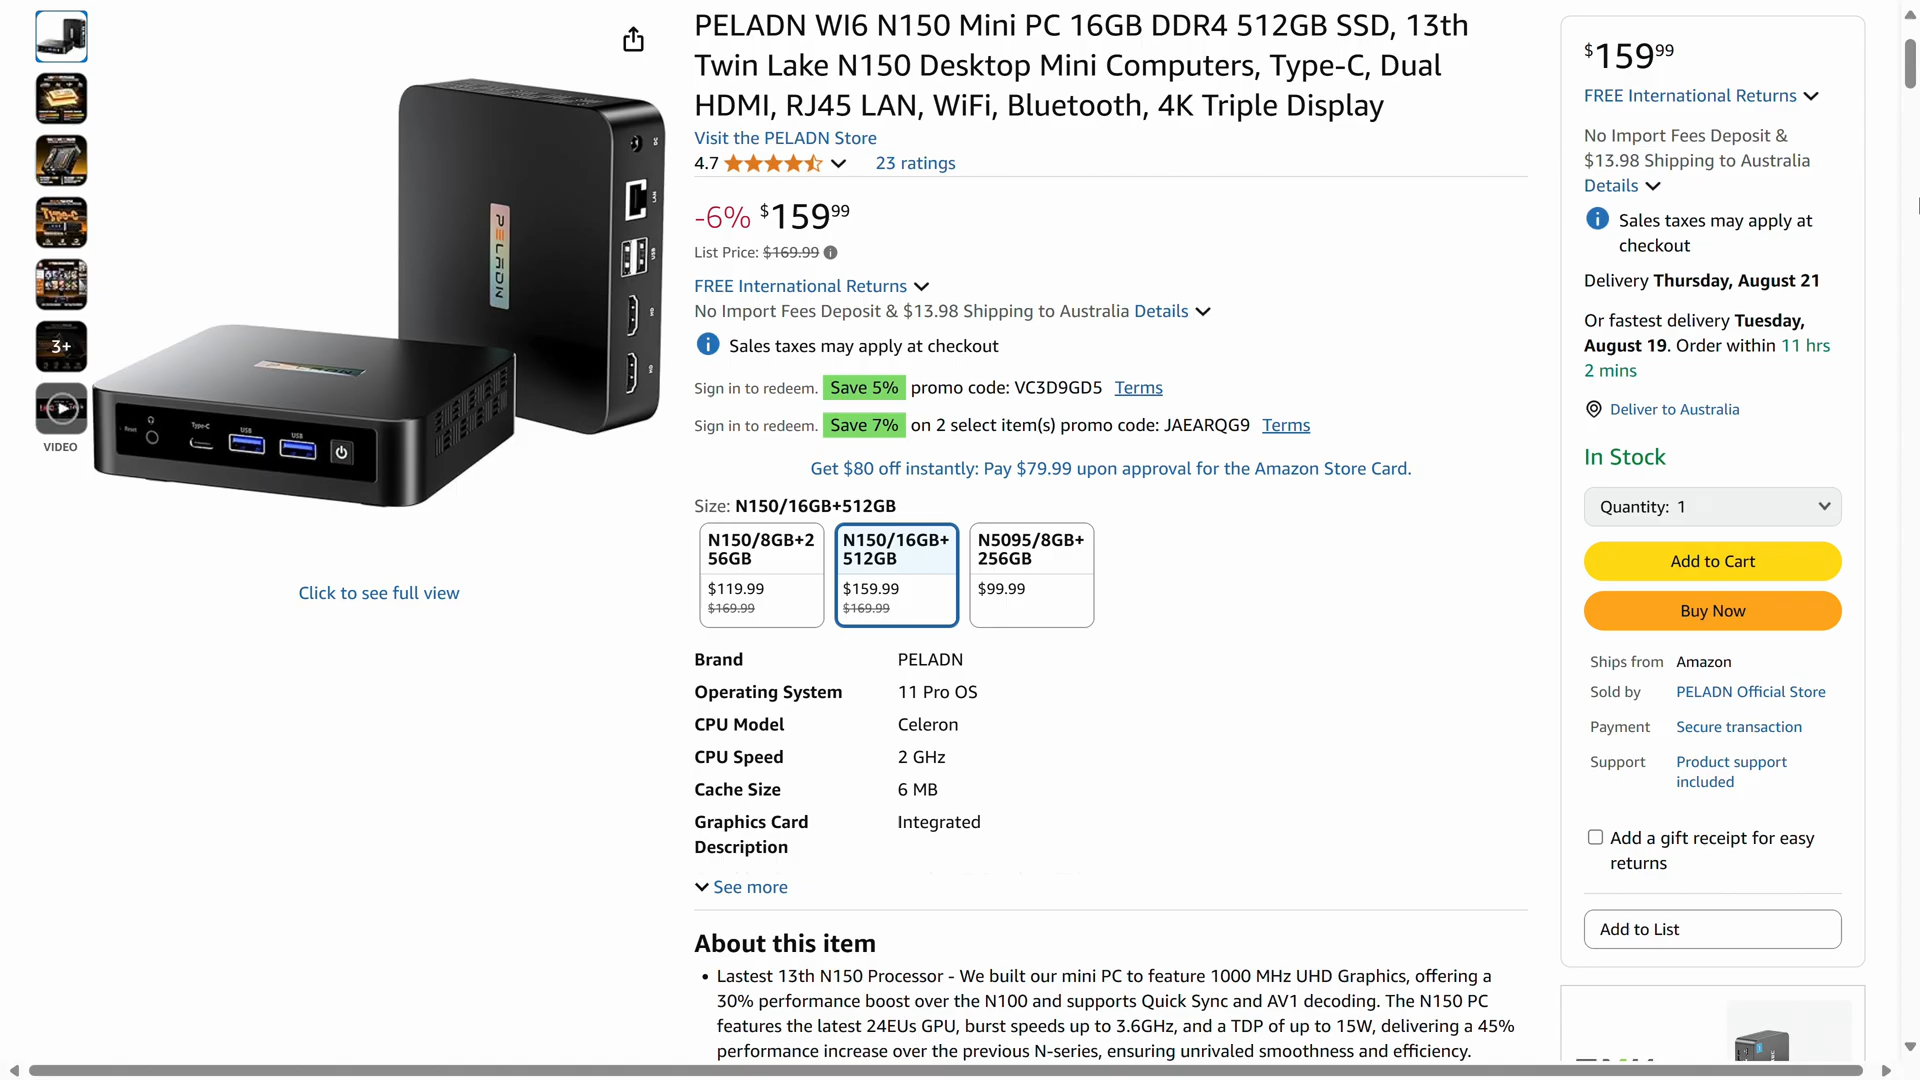 PELADN WI6 N150 Mini PC 16GB DDR4 512GB SSD, 13th
Twin Lake N150 Desktop Mini Computers, Type-C, Dual
HDMI, RJ45 LAN, WiFi, Bluetooth, 4K Triple Display
Visit the PELADN Store
4.7
23 ratings
-6% $159 99
List Price: $169.99
FREE International Returns
No Import Fees Deposit & $13.98 Shipping to Australia Details
Sales taxes may apply at checkout
Sign in to redeem. Save 5% promo code: VC3D9GD5 Terms
Sign in to redeem. Save 7% on 2 select item(s) promo code: JAEARQG9 Terms
Get $80 off instantly: Pay $79.99 upon approval for the Amazon Store Card.
Size: N150/16GB+512GB
N150/8GB+2
56GB
$119.99
$169.99
N150/16GB+
512GB
$159.99
$169.99
N5095/8GB+
256GB
$99.99
Brand PELADN
Operating System 11 Pro OS
CPU Model Celeron
CPU Speed 2 GHz
Cache Size 6 MB
Graphics Card Integrated
Description
See more
About this item
Lastest 13th N150 Processor - We built our mini PC to feature 1000 MHz UHD Graphics, offering a
30% performance boost over the N100 and supports Quick Sync and AV1 decoding. The N150 PC
features the latest 24EUs GPU, burst speeds up to 3.6GHz, and a TDP of up to 15W, delivering a 45%
performance increase over the previous N-series, ensuring unrivaled smoothness and efficiency.
3+
VIDEO
PELADN
LAN
USB
Reset
Type-C
USB
USB
Click to see full view
$159 99
FREE International Returns
No Import Fees Deposit &
$13.98 Shipping to Australia
Details
Sales taxes may apply at
checkout
Delivery Thursday, August 21
Or fastest delivery Tuesday,
August 19. Order within 11 hrs
2 mins
Deliver to Australia
In Stock
Quantity: 1
Add to Cart
Buy Now
Ships from Amazon
Sold by PELADN Official Store
Payment Secure transaction
Support Product support
included
Add a gift receipt for easy
returns
Add to List